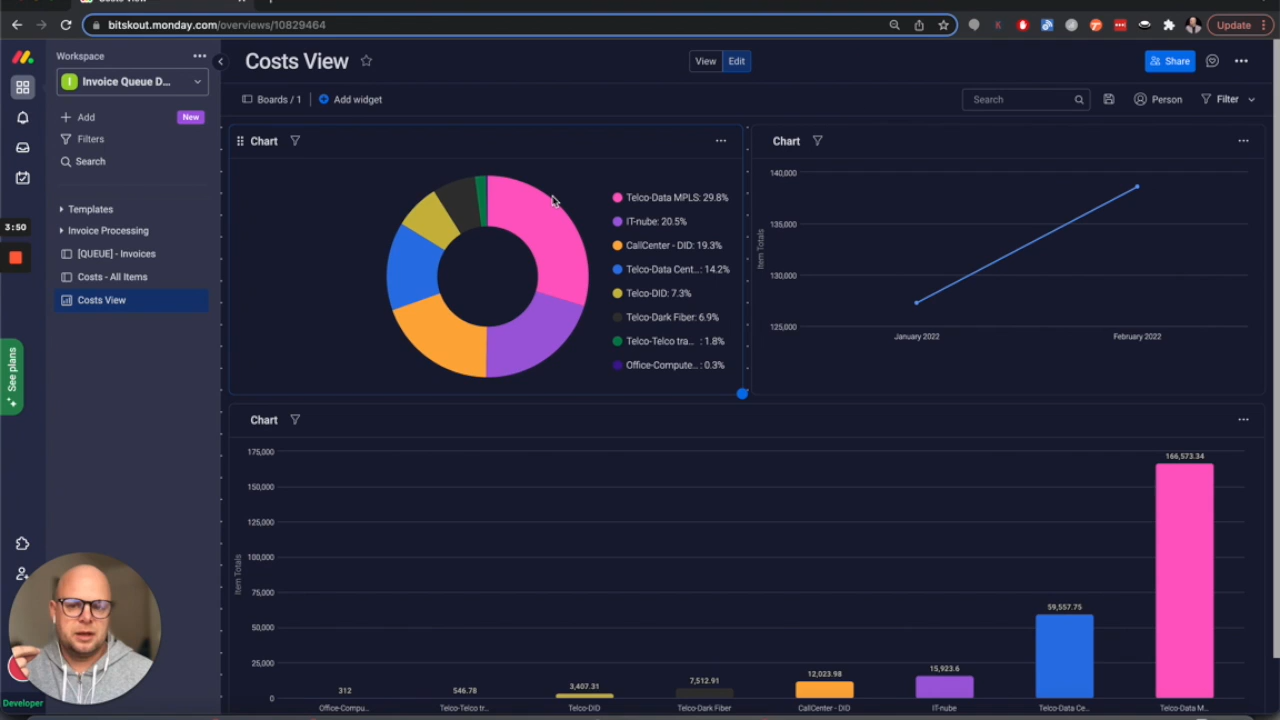 Costs View
bitskout.monday.com/overviews/10829464
Update
Workspace
I
Invoice Queue D...
Costs View
View
Edit
Share
Boards / 1
Add widget
Search
Person
Filter
Add
New
Filters
Search
Templates
Invoice Processing
[QUEUE] - Invoices
Costs - All Items
Costs View
3:50
See plans
Developer
Chart
Telco-Data MPLS: 29.8%
IT-nube: 20.5%
CallCenter - DID: 19.3%
Telco-Data Cent...: 14.2%
Telco-DID: 7.3%
Telco-Dark Fiber: 6.9%
Telco-Telco tra... : 1.8%
Office-Compute...: 0.3%
Chart
140,000
135,000
130,000
125,000
Item Totals
January 2022
February 2022
Chart
175,000
150,000
125,000
100,000
75,000
50,000
25,000
0
Item Totals
312
546.78
3,407.31
7,512.91
12,023.98
15,923.6
59,557.75
166,573.34
Office-Compu...
Telco-Telco tr...
Telco-DID
Telco-Dark Fiber
CallCenter - DID
IT-nube
Telco-Data Ce...
Telco-Data M...